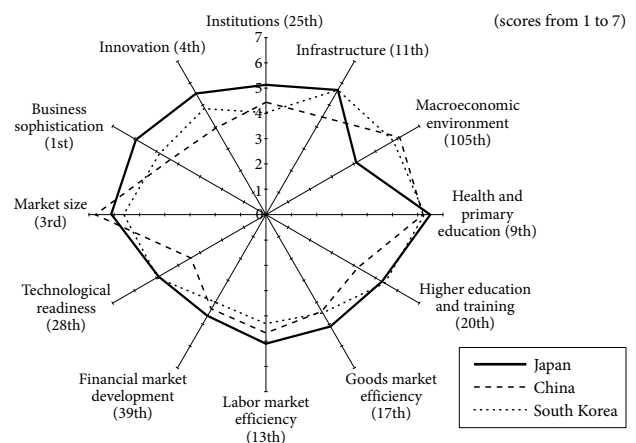 Institutions (25th)
(scores from 1 to 7)
Innovation (4th)
Infrastructure (11th)
7
6
5
4
3
2
1
0
Business
sophistication
(1st)
Macroeconomic
environment
(105th)
Market size
(3rd)
Health and
primary
education (9th)
Technological
readiness
(28th)
Higher education
and training
(20th)
Financial market
development
(39th)
Labor market
efficiency
(13th)
Goods market
efficiency
(17th)
Japan
China
South Korea